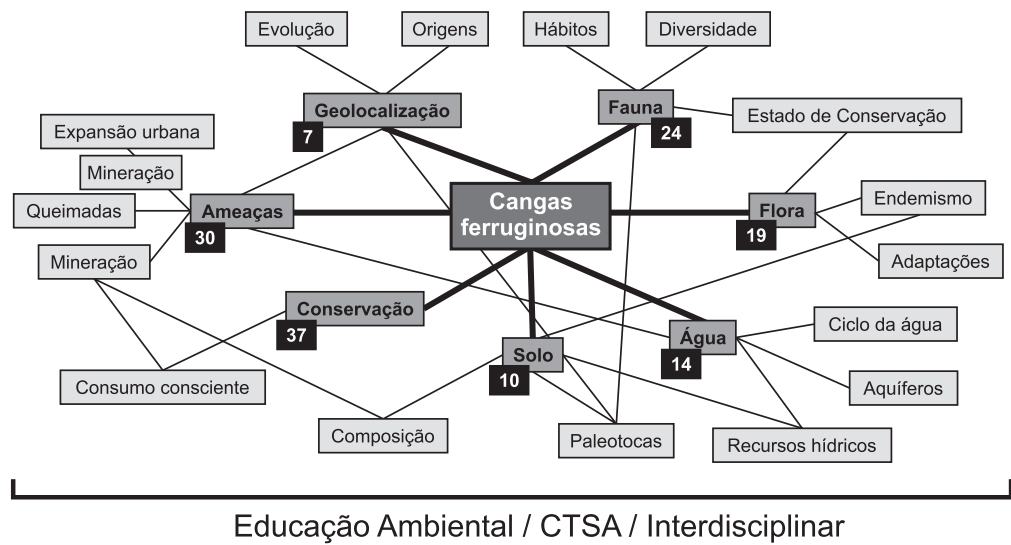 Evolução
Origens
Hábitos
Diversidade
Geolocalização
7
Fauna
24
Estado de Conservação
Expansão urbana
Mineração
Queimadas
Ameaças
30
Mineração
Cangas
ferruginosas
Flora
19
Endemismo
Adaptações
Conservação
37
Solo
10
Água
14
Ciclo da água
Aquíferos
Consumo consciente
Composição
Paleotocas
Recursos hídricos
Educação Ambiental / CTSA / Interdisciplinar